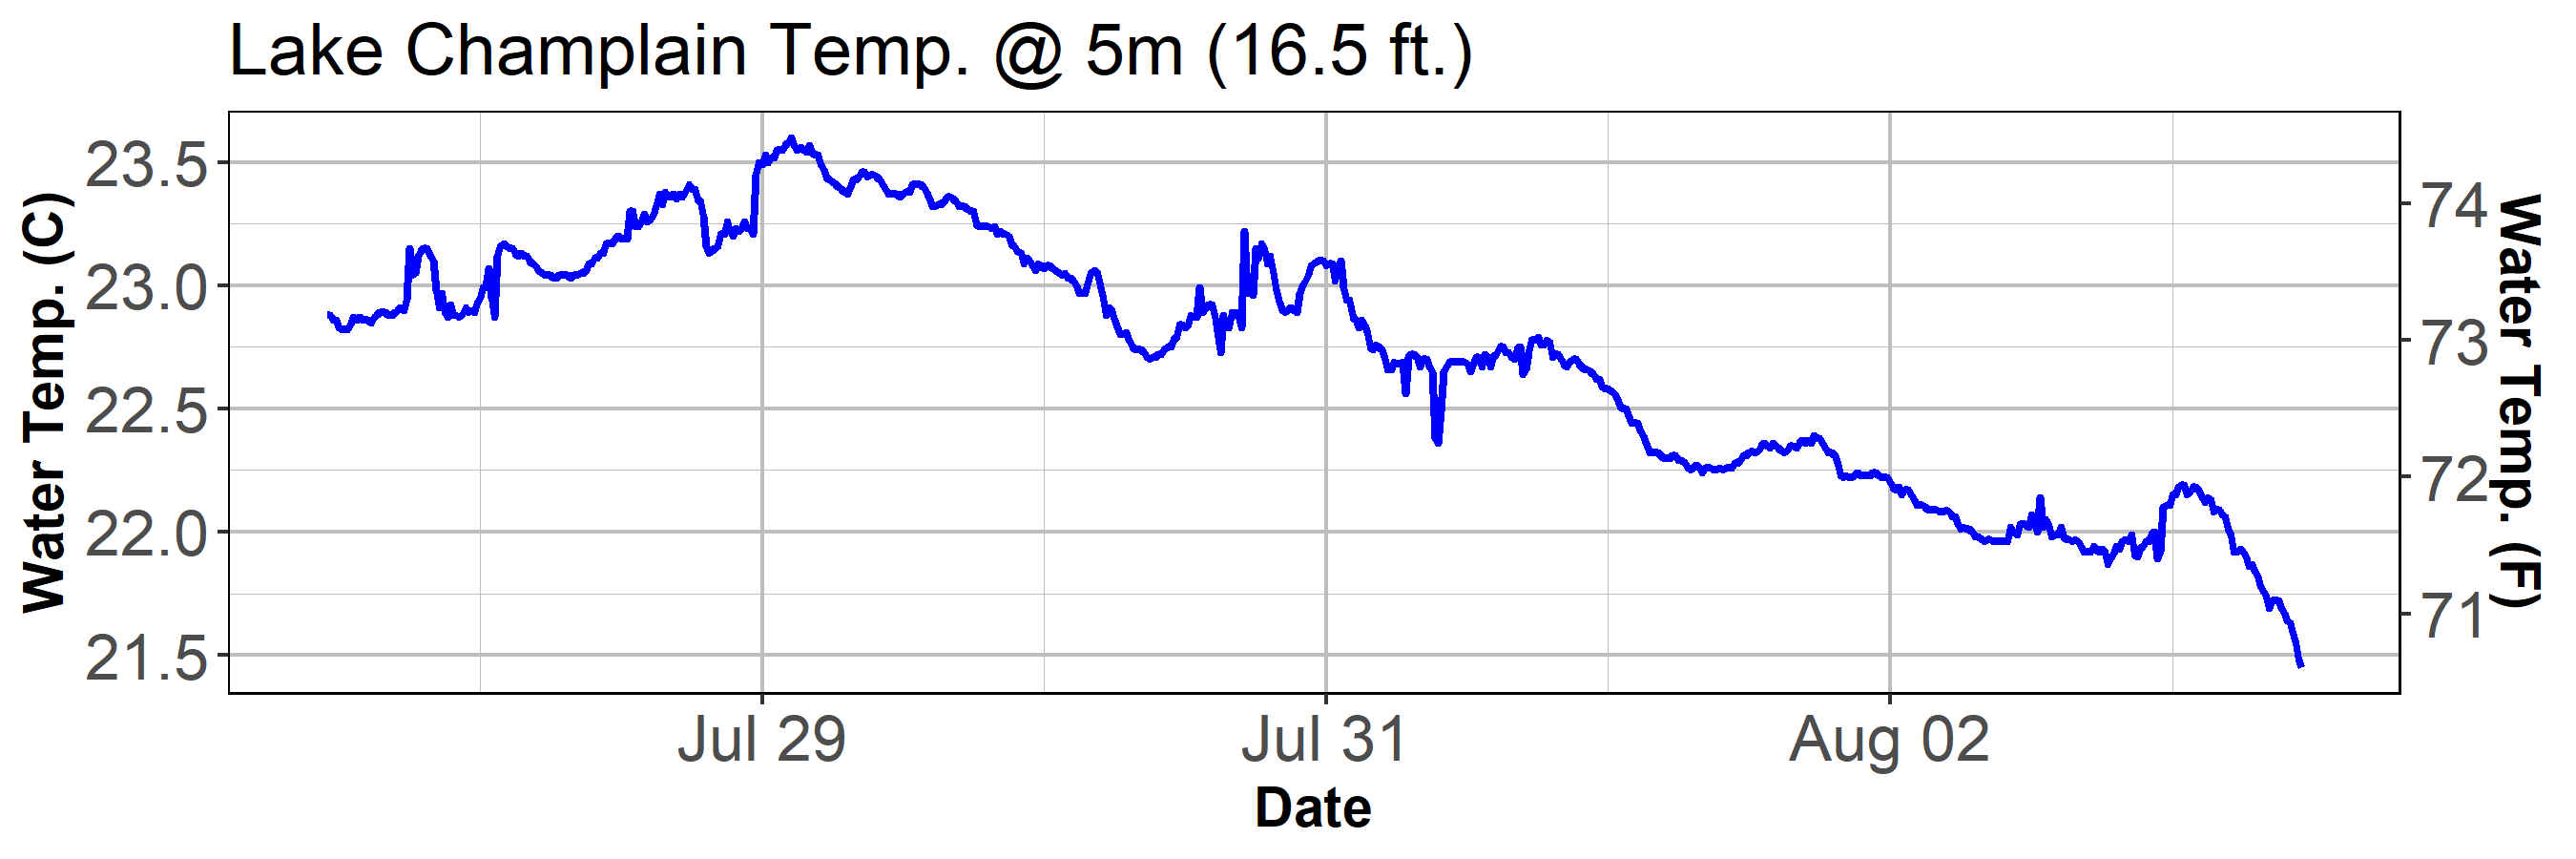 Lake Champlain Temp. @ 5m (16.5 ft.)
Water Temp. (C)
23.5
23.0
22.5
22.0
21.5
74
73
72
71
Water Temp. (F)
Jul 29
Jul 31
Aug 02
Date